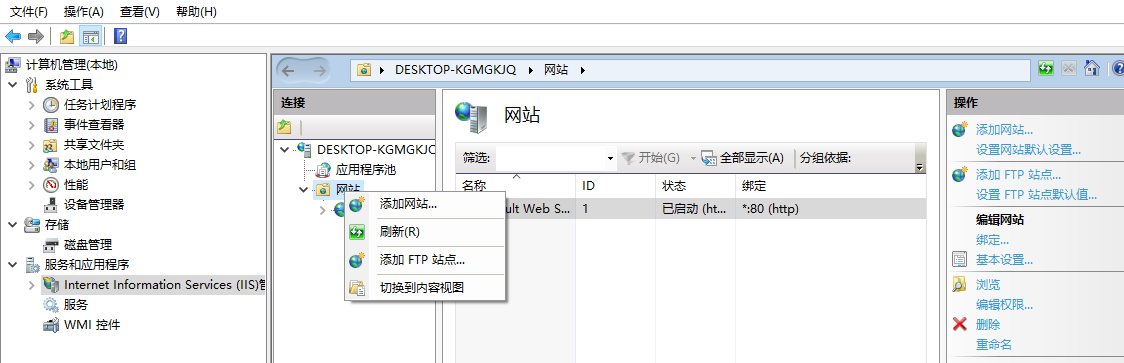 文件(F) 操作(A) 查看(V) 帮助(H)
计算机管理(本地)
系统工具
任务计划程序
事件查看器
共享文件夹
本地用户和组
性能
设备管理器
存储
磁盘管理
服务和应用程序
Internet Information Services (IIS)管
服务
WMI 控件
DESKTOP-KGMGKJQ 网站
连接
DESKTOP-KGMGKJQ
应用程序池
网站
添加网站...
刷新(R)
添加 FTP 站点...
切换到内容视图
网站
筛选: 开始(G) 全部显示(A) 分组依据:
名称 ID 状态 绑定
ult Web S... 1 已启动 (ht... *:80 (http)
操作
添加网站...
设置网站默认设置...
添加 FTP 站点...
设置 FTP 站点默认值...
编辑网站
绑定...
基本设置...
浏览
编辑权限...
删除
重命名